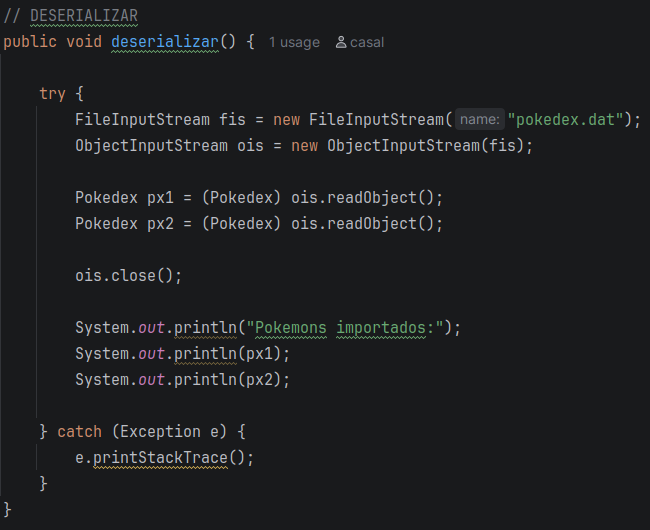 // DESERIALIZAR
public void deserializar() { 1 usage casal
try {
FileInputStream fis = new FileInputStream( name: "pokedex.dat");
ObjectInputStream ois = new ObjectInputStream(fis);
Pokedex px1 = (Pokedex) ois.readObject();
Pokedex px2 = (Pokedex) ois.readObject();
ois.close();
System.out.println("Pokemons importados:");
System.out.println(px1);
System.out.println(px2);
} catch (Exception e) {
e.printStackTrace();
}
}